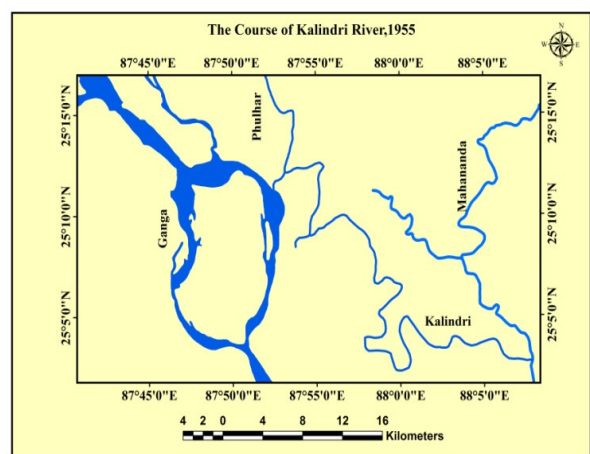 The Course of Kalindri River,1955
N
W E
S
87°45'0"E 87°50'0"E 87°55'0"E 88°0'0"E 88°5'0"E
25°15'0"N
25°10'0"N
25°5'0"N
Phulhar
Ganga
Mahananda
Kalindri
25°15'0"N
25°10'0"N
25°5'0"N
87°45'0"E 87°50'0"E 87°55'0"E 88°0'0"E 88°5'0"E
4 2 0 4 8 12 16
Kilometers